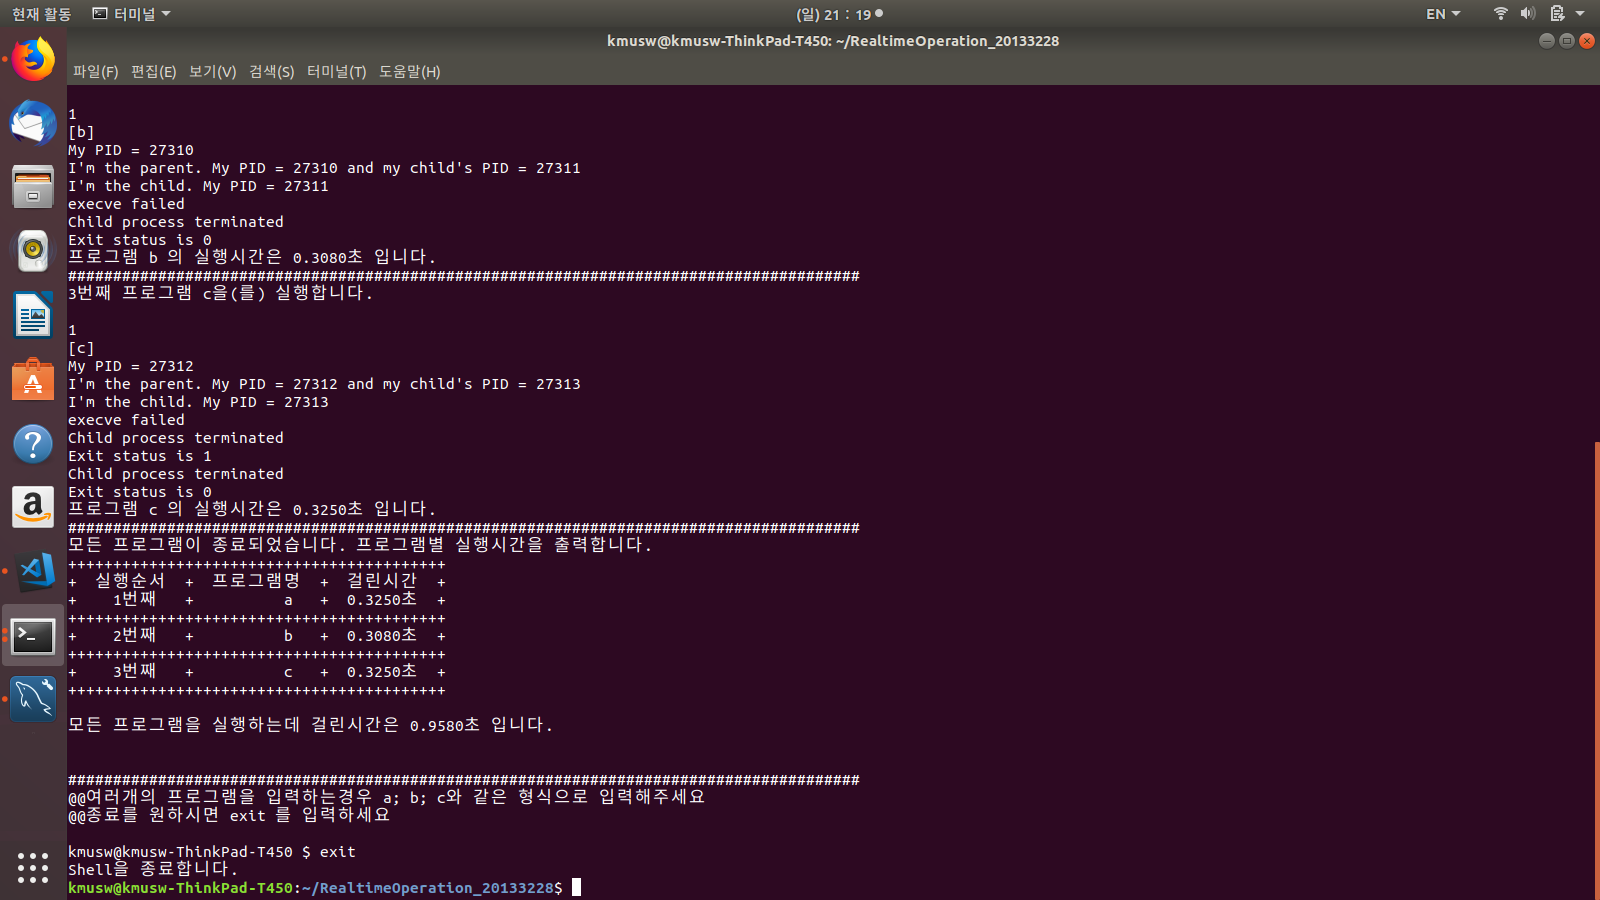 현재 활동 터미널 (일) 21 : 19 EN
kmusw@kmusw-ThinkPad-T450: ~/RealtimeOperation_20133228
파일(F) 편집(E) 보기(V) 검색(S) 터미널(T) 도움말(H)
1
[b]
My PID = 27310
I'm the parent. My PID = 27310 and my child's PID = 27311
I'm the child. My PID = 27311
execve failed
Child process terminated
Exit status is 0
프로그램 b 의 실행시간은 0.3080초 입니다.
########################################################################################
3번째 프로그램 c을(를) 실행합니다.
1
[c]
My PID = 27312
I'm the parent. My PID = 27312 and my child's PID = 27313
I'm the child. My PID = 27313
execve failed
Child process terminated
Exit status is 1
Child process terminated
Exit status is 0
프로그램 c 의 실행시간은 0.3250초 입니다.
########################################################################################
모든 프로그램이 종료되었습니다. 프로그램별 실행시간을 출력합니다.
++++++++++++++++++++++++++++++++++++++++++
+ 실행순서 + 프로그램명 + 걸린시간 +
+ 1번째 + a + 0.3250초 +
++++++++++++++++++++++++++++++++++++++++++
+ 2번째 + b + 0.3080초 +
++++++++++++++++++++++++++++++++++++++++++
+ 3번째 + c + 0.3250초 +
++++++++++++++++++++++++++++++++++++++++++
모든 프로그램을 실행하는데 걸린시간은 0.9580초 입니다.
########################################################################################
@@여러개의 프로그램을 입력하는경우 a; b; c와 같은 형식으로 입력해주세요
@@종료를 원하시면 exit 를 입력하세요
kmusw@kmusw-ThinkPad-T450 $ exit
Shell을 종료합니다.
kmusw@kmusw-ThinkPad-T450:~/RealtimeOperation_20133228$